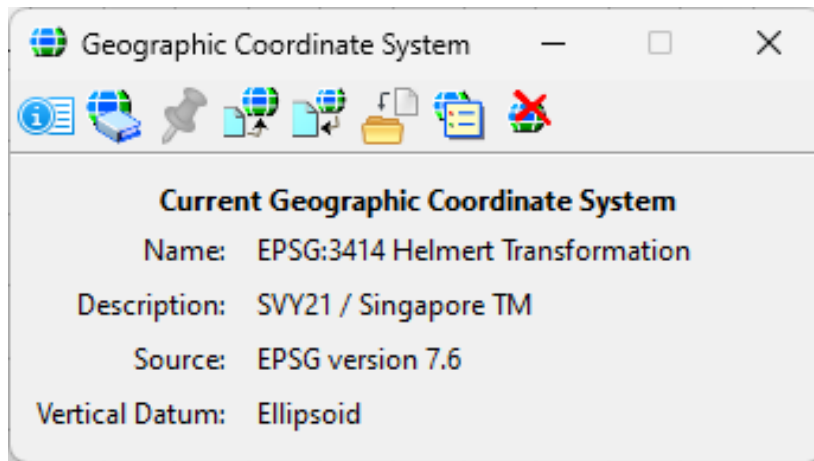 Geographic Coordinate System
Current Geographic Coordinate System
Name: EPSG:3414 Helmert Transformation
Description: SVY21 / Singapore TM
Source: EPSG version 7.6
Vertical Datum: Ellipsoid